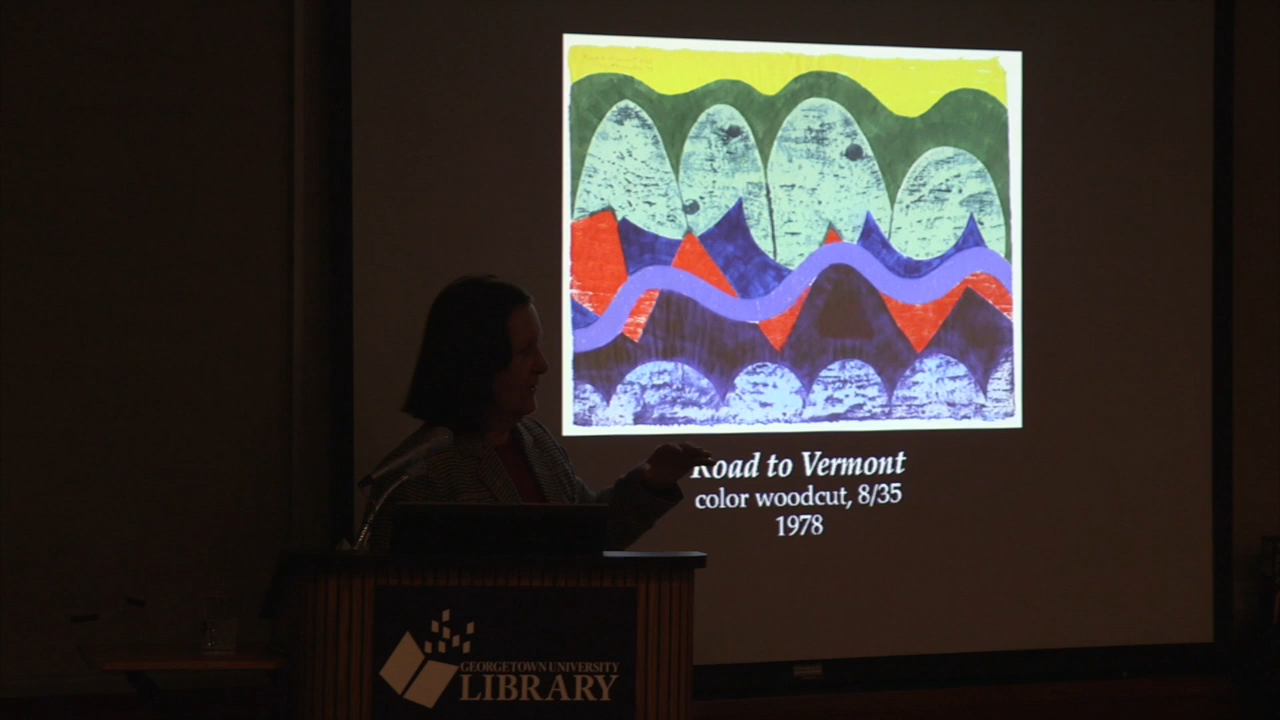 Road to Vermont
color woodcut, 8/35
1978
GEORGETOWN UNIVERSITY
LIBRARY